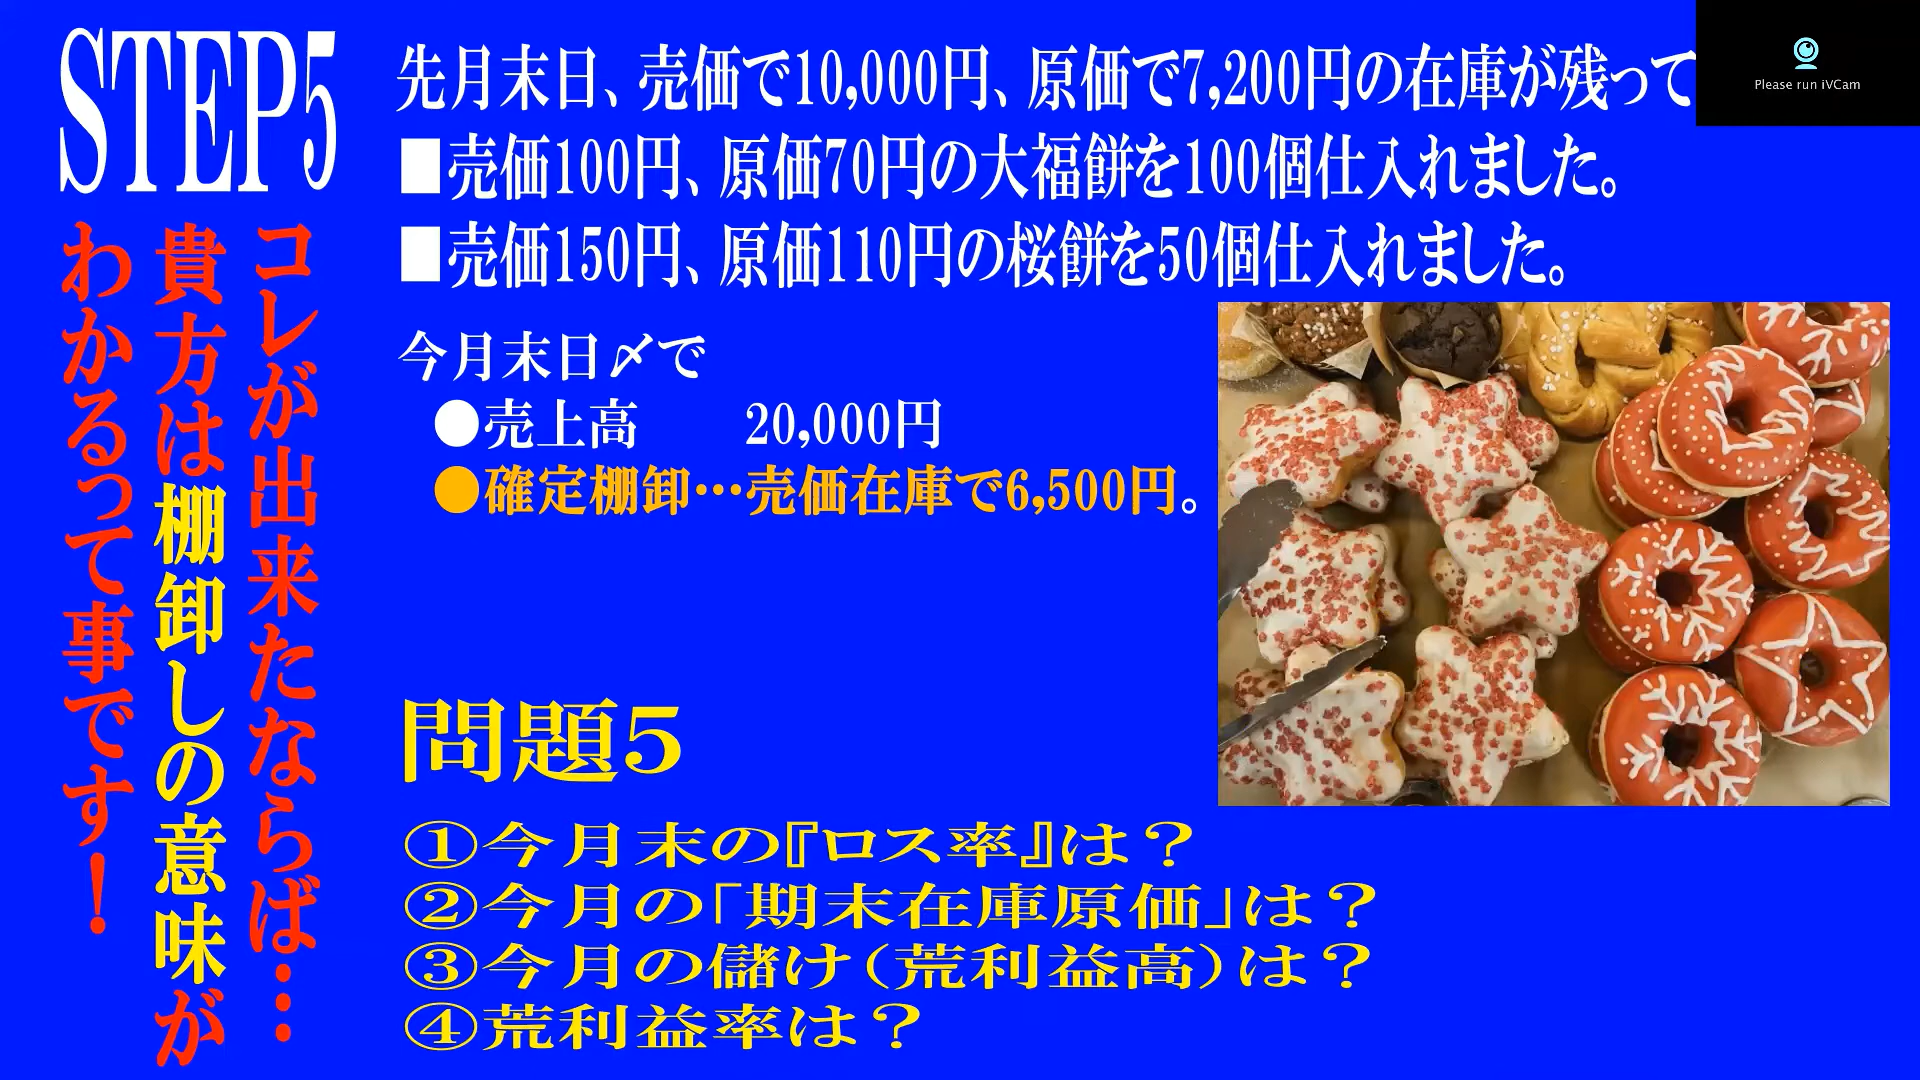 STEP5
コレが出来たならば…
貴方は棚卸しの意味が
わかるって事です！
先月末日、売価で10,000円、原価で7,200円の在庫が残って
■売価100円、原価70円の大福餅を100個仕入れました。
■売価150円、原価110円の桜餅を50個仕入れました。
今月末日〆で
●売上高 20,000円
●確定棚卸…売価在庫で6,500円。
問題5
①今月末の『ロス率』は？
②今月の「期末在庫原価」は？
③今月の儲け（荒利益高）は？
④荒利益率は？
Please run iVCam